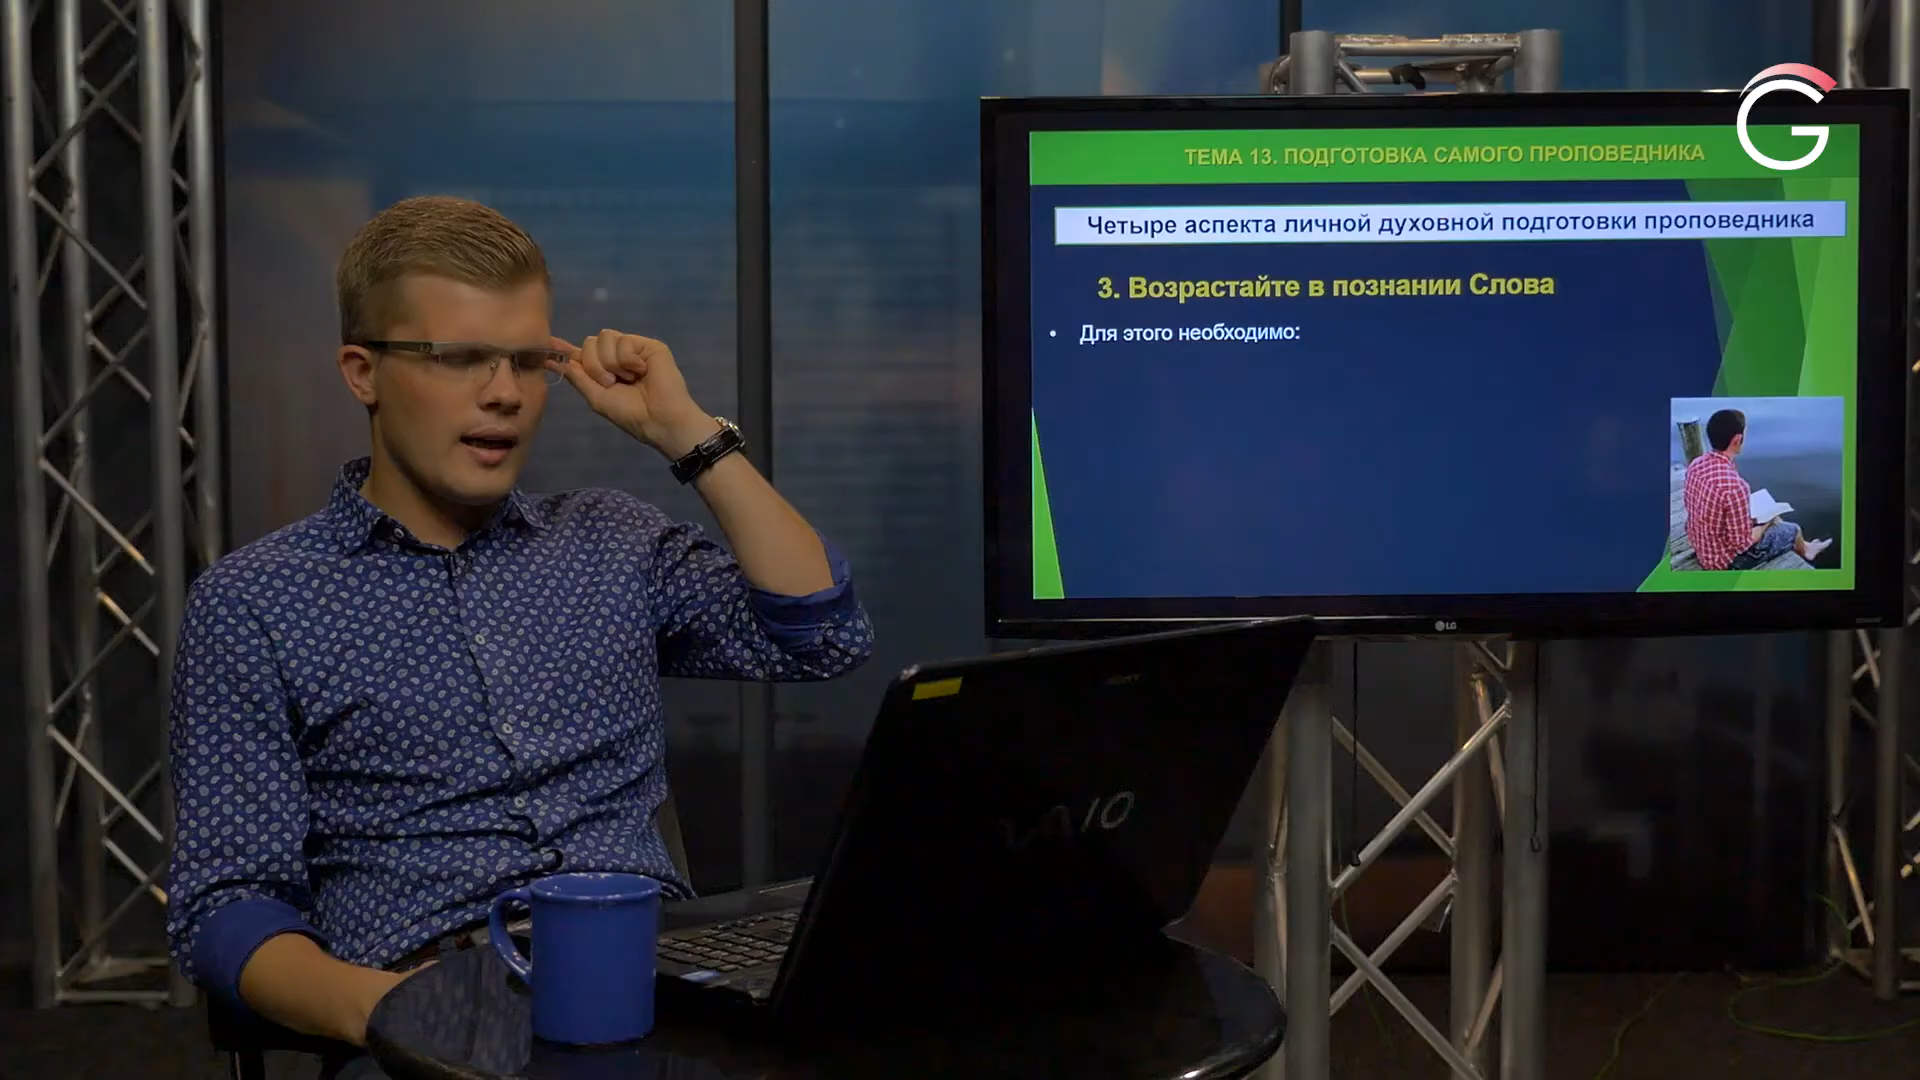 G
ТЕМА 13. ПОДГОТОВКА САМОГО ПРОПОВЕДНИКА
Четыре аспекта личной духовной подготовки проповедника
3. Возрастайте в познании Слова
• Для этого необходимо:
LG
SONY
VAIO